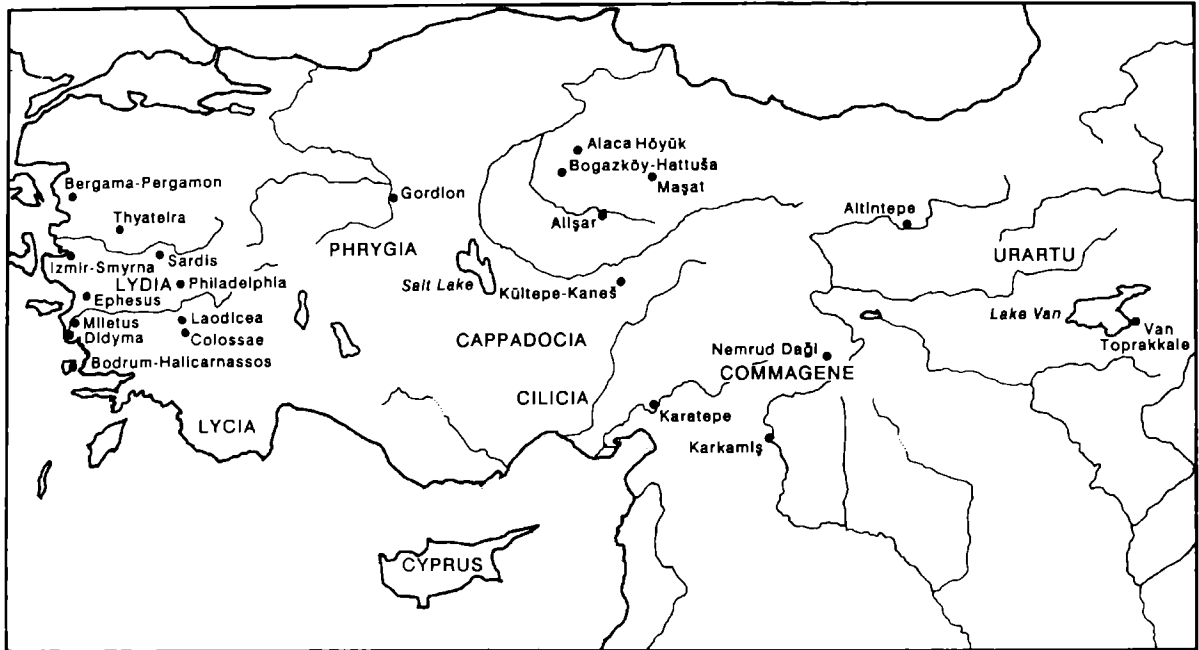 Alaca Höyük
Bogazköy-Hattuša
Maşat
Bergama-Pergamon
Gordion
Thyateira
Alişar
Altintepe
PHRYGIA
URARTU
Izmir-Smyrna
Sardis
LYDIA
Philadelphia
Salt Lake
Kültepe-Kaneš
Ephesus
Lake Van
Miletus
Laodicea
Van
Didyma
Colossae
Toprakkale
CAPPADOCIA
Nemrud Daği
Bodrum-Halicarnassos
COMMAGENE
CILICIA
Karatepe
LYCIA
Karkamiş
CYPRUS